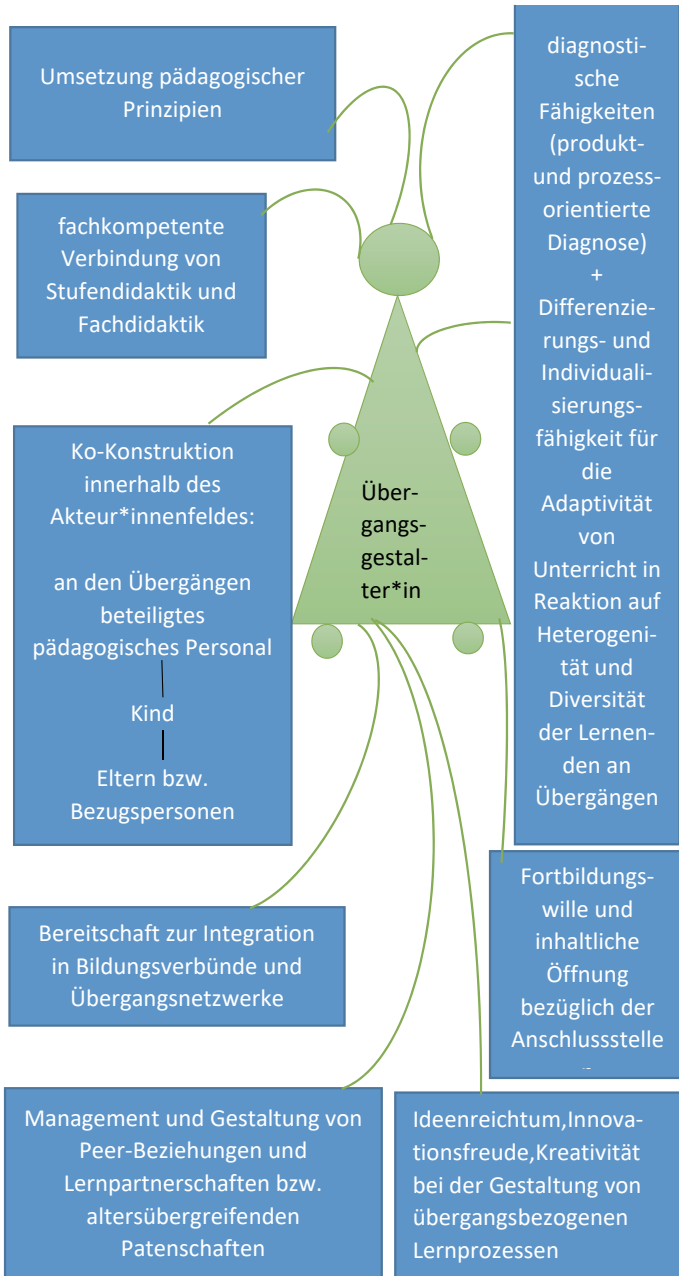 Umsetzung pädagogischer
Prinzipien
fachkompetente
Verbindung von
Stufendidaktik und
Fachdidaktik
diagnosti-
sche
Fähigkeiten
(produkt-
und prozess-
orientierte
Diagnose)
+
Differenzie-
rungs- und
Individuali-
sierungs-
fähigkeit für
die
Adaptivität
von
Unterricht in
Reaktion auf
Heterogeni-
tät und
Diversität
der Lernen-
den an
Übergängen
Ko-Konstruktion
innerhalb des
Akteur*innenfeldes:
an den Übergängen
beteiligtes
pädagogisches Personal
Kind
Eltern bzw.
Bezugspersonen
Über-
gangs-
gestal-
ter*in
Fortbildungs-
wille und
inhaltliche
Öffnung
bezüglich der
Anschlussstelle
Bereitschaft zur Integration
in Bildungsverbünde und
Übergangsnetzwerke
Management und Gestaltung von
Peer-Beziehungen und
Lernpartnerschaften bzw.
altersübergreifenden
Patenschaften
Ideenreichtum,Innova-
tionsfreude,Kreativität
bei der Gestaltung von
übergangsbezogenen
Lernprozessen